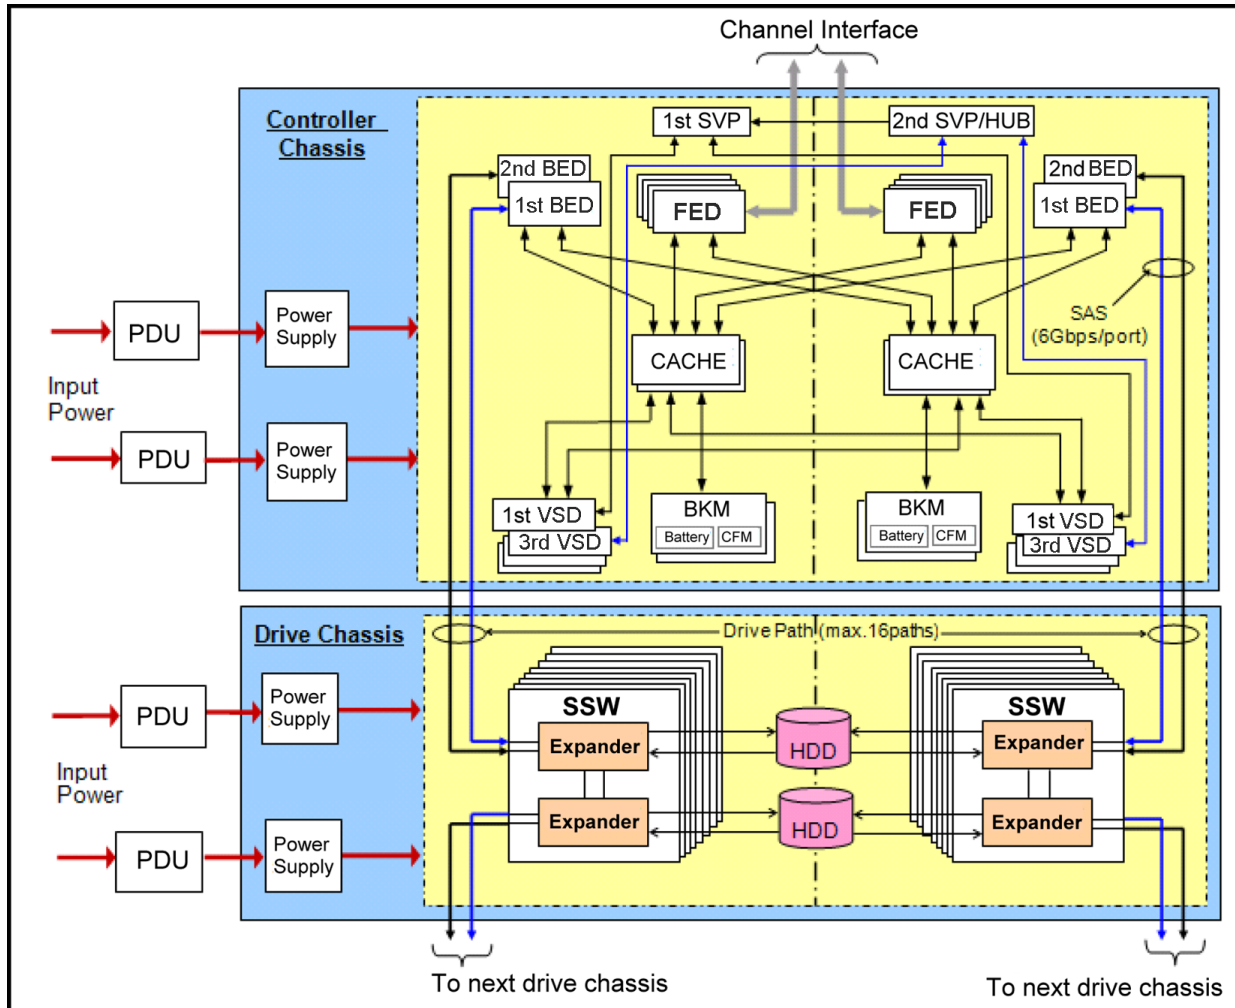 Channel Interface
Controller
Chassis
1st SVP
2nd SVP/HUB
2nd BED
1st BED
FED
FED
2nd BED
1st BED
SAS
(6Gbps/port)
PDU
Power
Supply
CACHE
CACHE
Input
Power
PDU
Power
Supply
1st VSD
3rd VSD
BKM
Battery
CFM
BKM
Battery
CFM
1st VSD
3rd VSD
Drive Chassis
Drive Path (max.16paths)
PDU
Power
Supply
SSW
Expander
HDD
SSW
Expander
Input
Power
PDU
Power
Supply
Expander
HDD
Expander
To next drive chassis
To next drive chassis